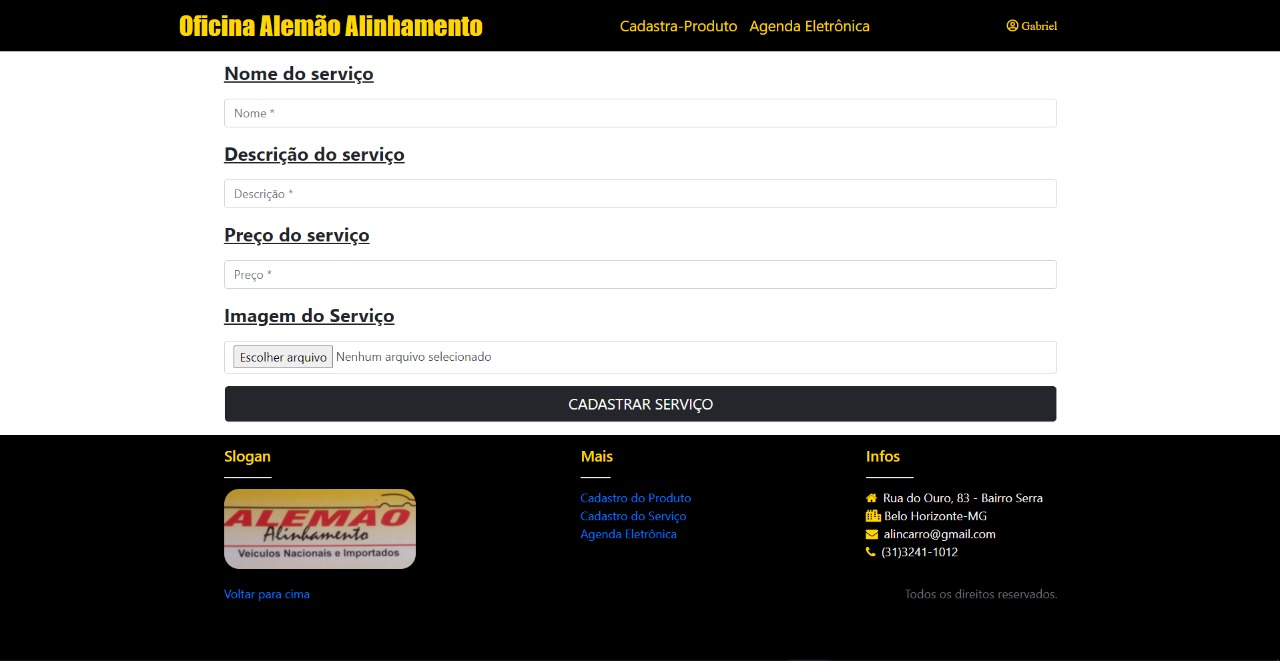 Oficina Alemão Alinhamento
Cadastra-Produto Agenda Eletrônica
Gabriel
Nome do serviço
Nome *
Descrição do serviço
Descrição *
Preço do serviço
Preço *
Imagem do Serviço
Escolher arquivo Nenhum arquivo selecionado
CADASTRAR SERVIÇO
Slogan
ALEMÃO
Alinhamento
Veículos Nacionais e Importados
Mais
Cadastro do Produto
Cadastro do Serviço
Agenda Eletrônica
Infos
Rua do Ouro, 83 - Bairro Serra
Belo Horizonte-MG
alincarro@gmail.com
(31)3241-1012
Voltar para cima
Todos os direitos reservados.